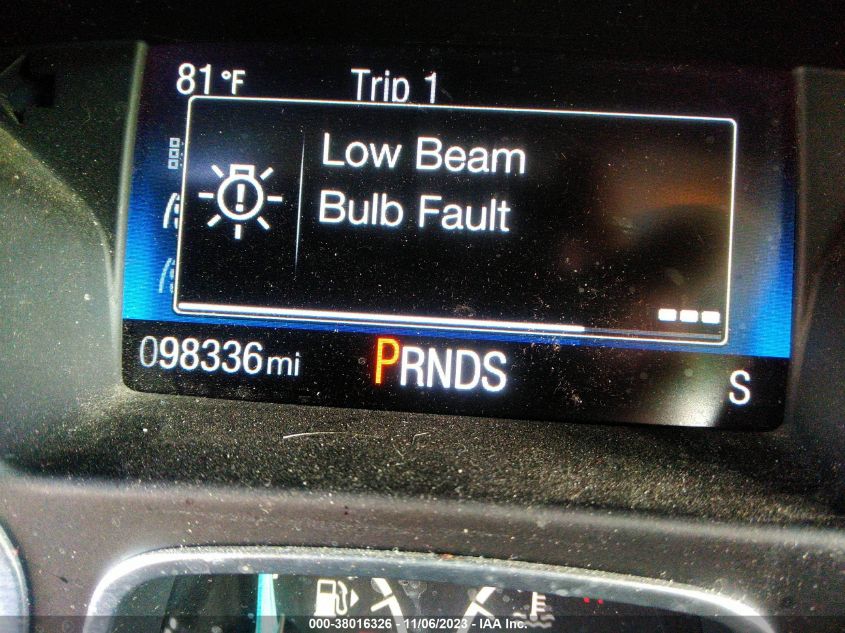 81°F Trip 1
Low Beam
Bulb Fault
098336mi PRNDS S
000-38016326 - 11/06/2023 - IAA Inc.